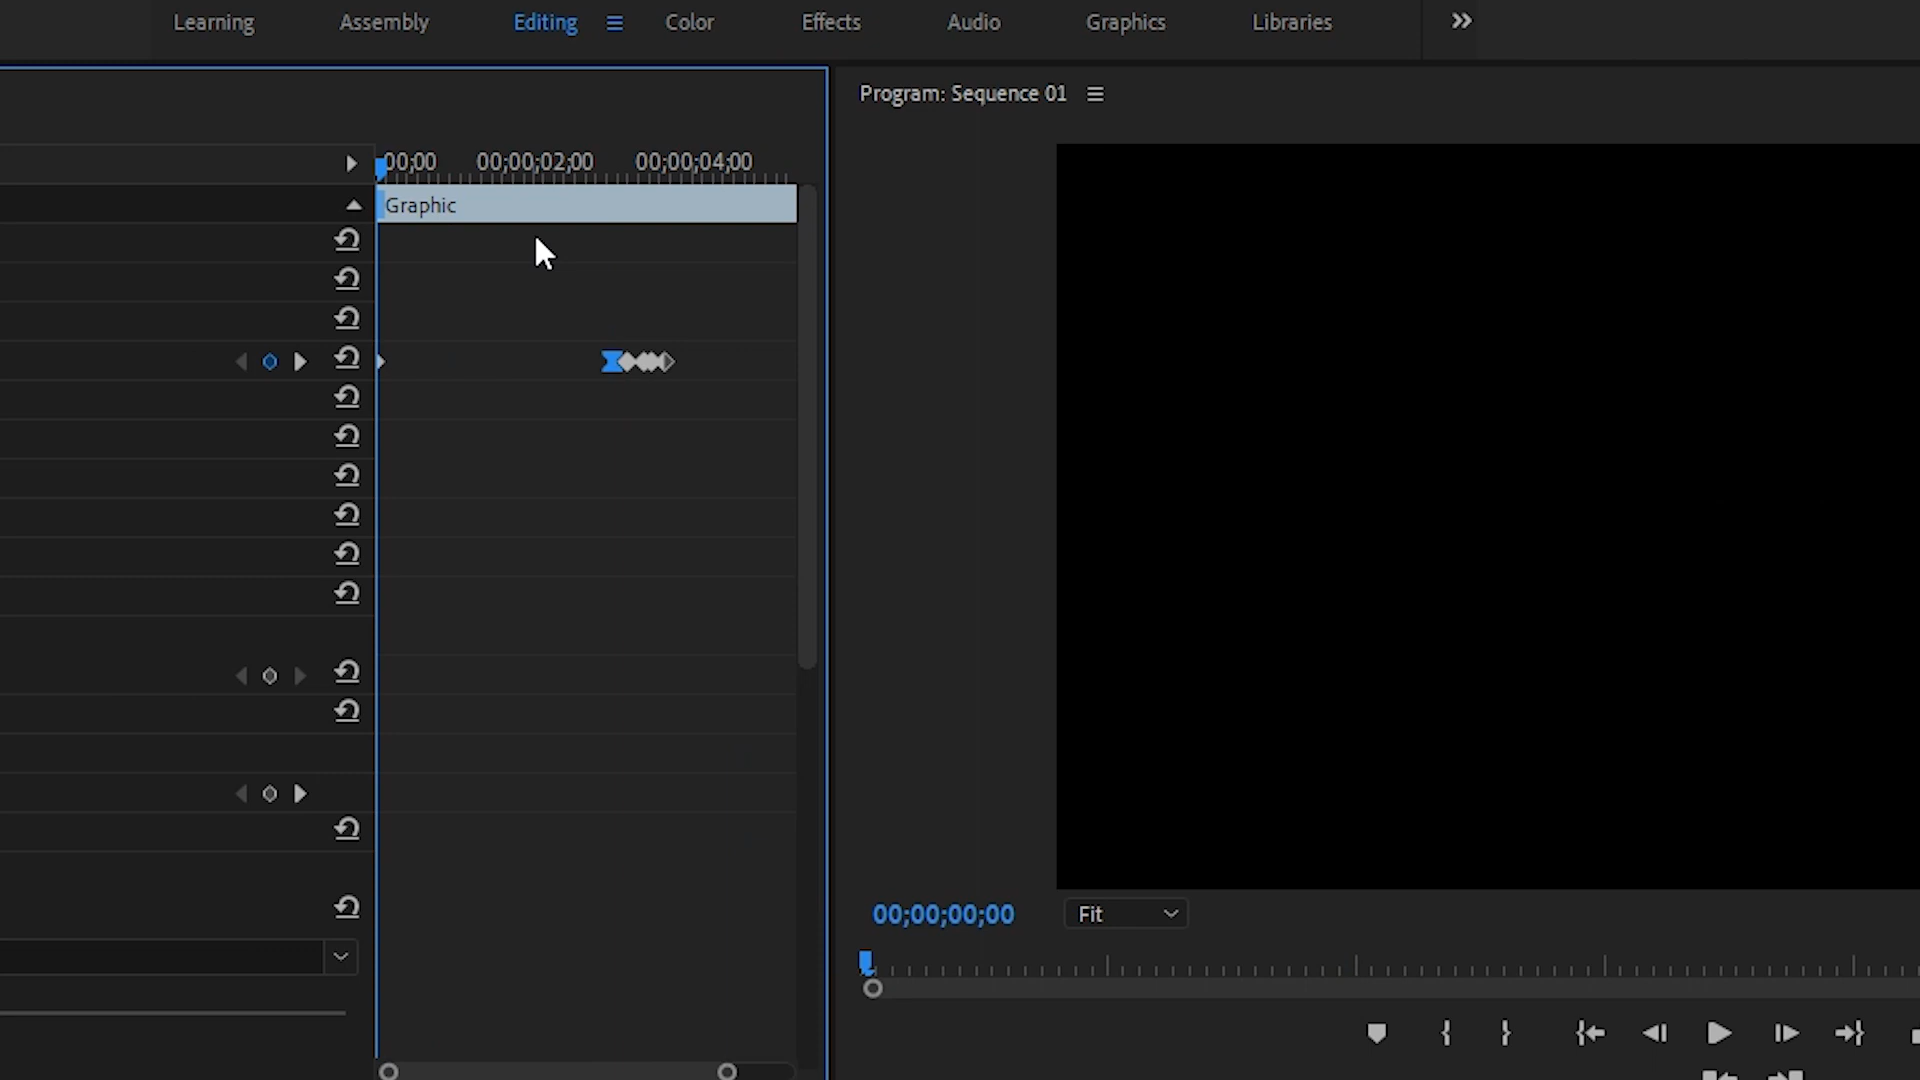 Learning Assembly Editing Color Effects Audio Graphics Libraries
Program: Sequence 01
00;00 00;00;02;00 00;00;04;00
Graphic
00;00;00;00 Fit